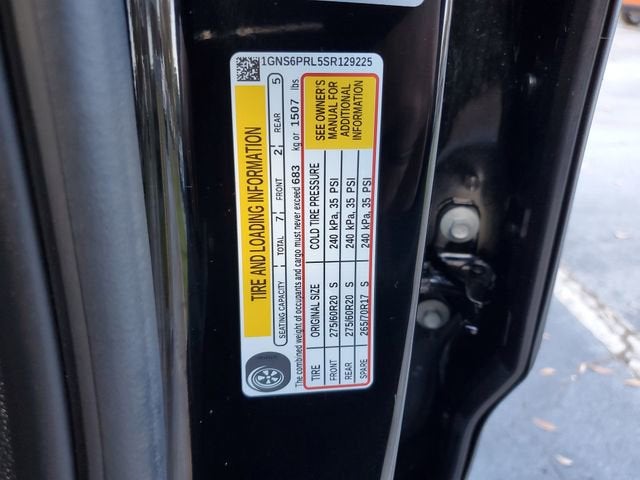 1GNS6PRL5SR129225
TIRE AND LOADING INFORMATION
SEATING CAPACITY TOTAL 7 FRONT 2 REAR 5
The combined weight of occupants and cargo must never exceed 683 kg or 1507 lbs
TIRE ORIGINAL SIZE COLD TIRE PRESSURE
FRONT 275/60R20 S 240 kPa, 35 PSI
REAR 275/60R20 S 240 kPa, 35 PSI
SPARE 265/70R17 S 240 kPa, 35 PSI
SEE OWNER'S
MANUAL FOR
ADDITIONAL
INFORMATION